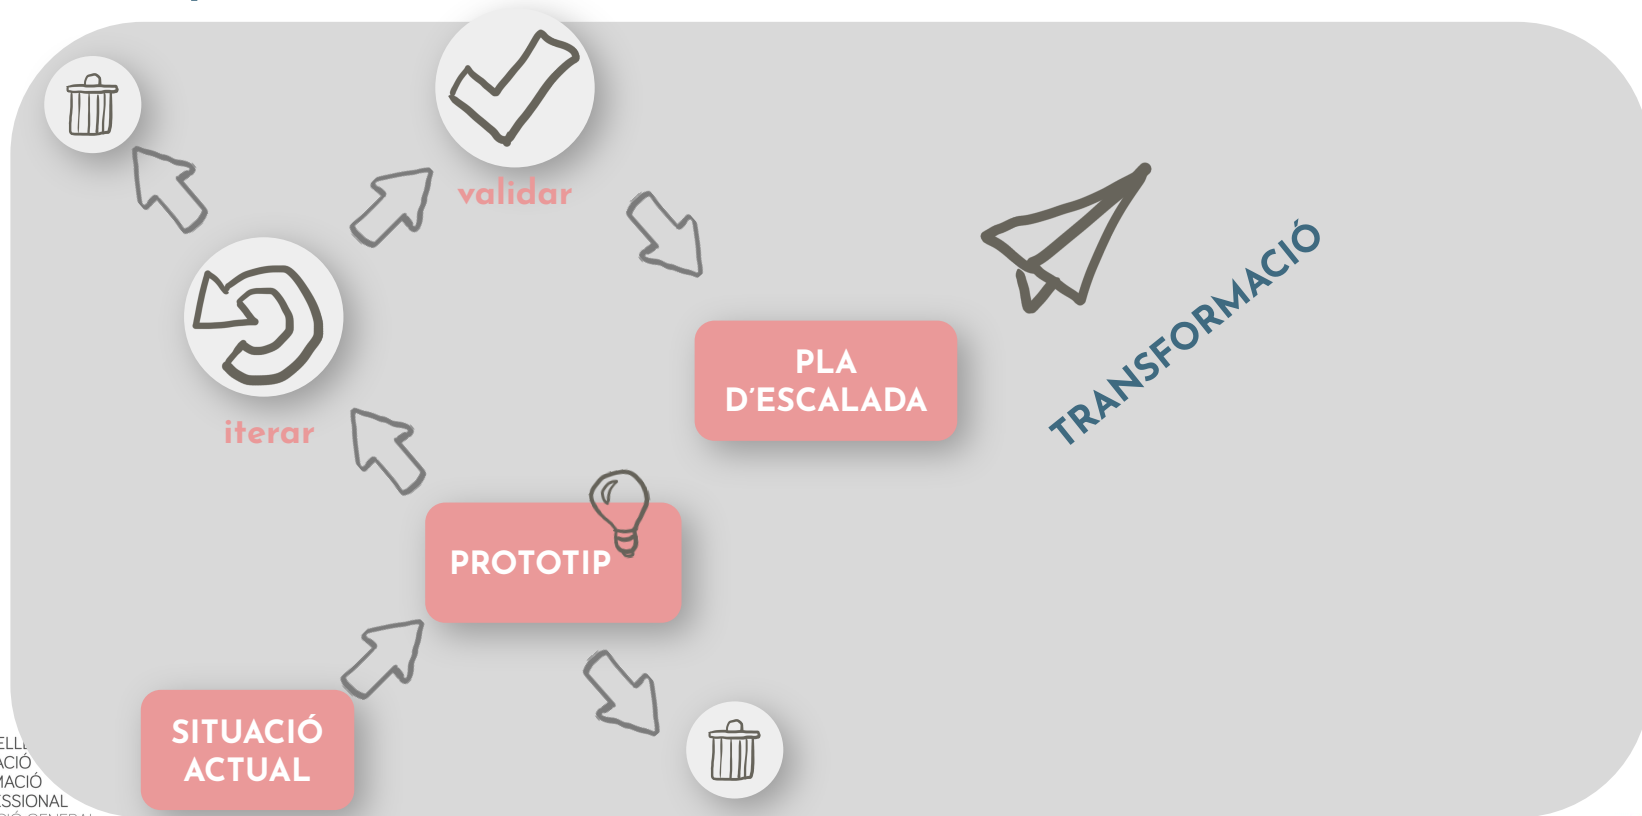 validar
TRANSFORMACIÓ
PLA
D'ESCALADA
iterar
PROTOTIP
SITUACIÓ
ACTUAL